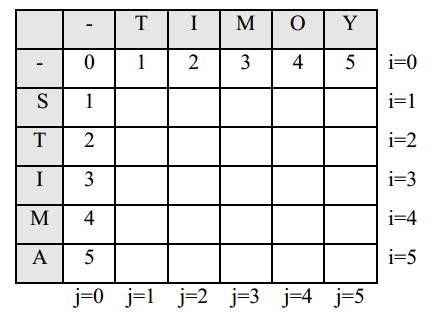 - T I M O Y
- 0 1 2 3 4 5 i=0
S 1 i=1
T 2 i=2
I 3 i=3
M 4 i=4
A 5 i=5
j=0 j=1 j=2 j=3 j=4 j=5